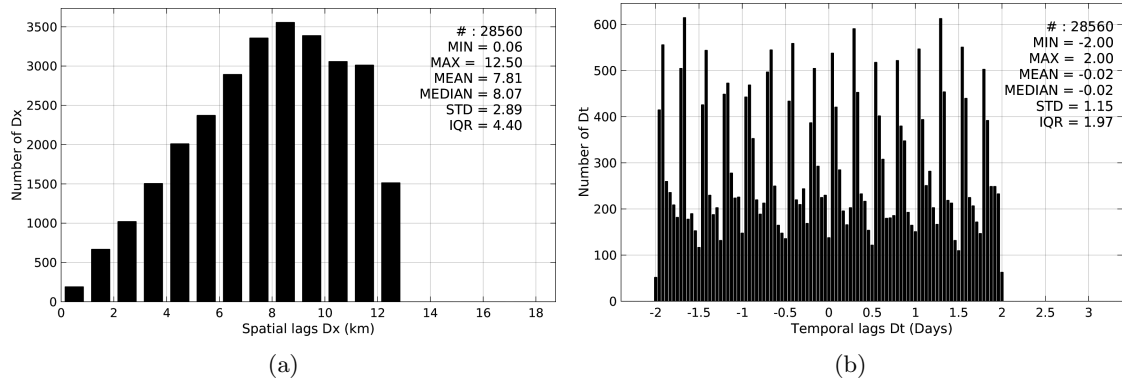 3500
3000
2500
2000
1500
1000
500
0
Number of Dx
# : 28560
MIN = 0.06
MAX = 12.50
MEAN = 7.81
MEDIAN = 8.07
STD = 2.89
IQR = 4.40
0 2 4 6 8 10 12 14 16 18
Spatial lags Dx (km)
(a)
600
500
400
300
200
100
0
Number of Dt
# : 28560
MIN = -2.00
MAX = 2.00
MEAN = -0.02
MEDIAN = -0.02
STD = 1.15
IQR = 1.97
-2 -1.5 -1 -0.5 0 0.5 1 1.5 2 2.5 3
Temporal lags Dt (Days)
(b)